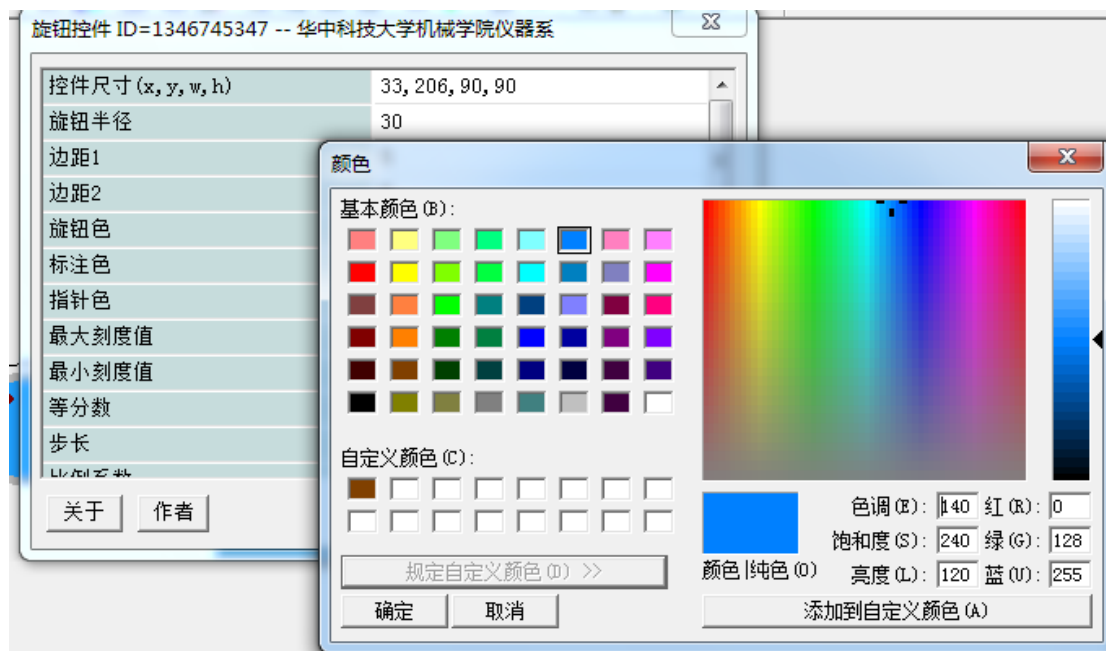 旋钮控件 ID=1346745347 -- 华中科技大学机械学院仪器系
控件尺寸(x,y,w,h) 33,206,90,90
旋钮半径 30
边距1
边距2
旋钮色
标注色
指针色
最大刻度值
最小刻度值
等分数
步长
比例系数
关于 作者
颜色
基本颜色(B):
自定义颜色(C):
规定自定义颜色(D) >>
确定 取消
颜色|纯色(O)
色调(E): 140 红(R): 0
饱和度(S): 240 绿(G): 128
亮度(L): 120 蓝(U): 255
添加到自定义颜色(A)